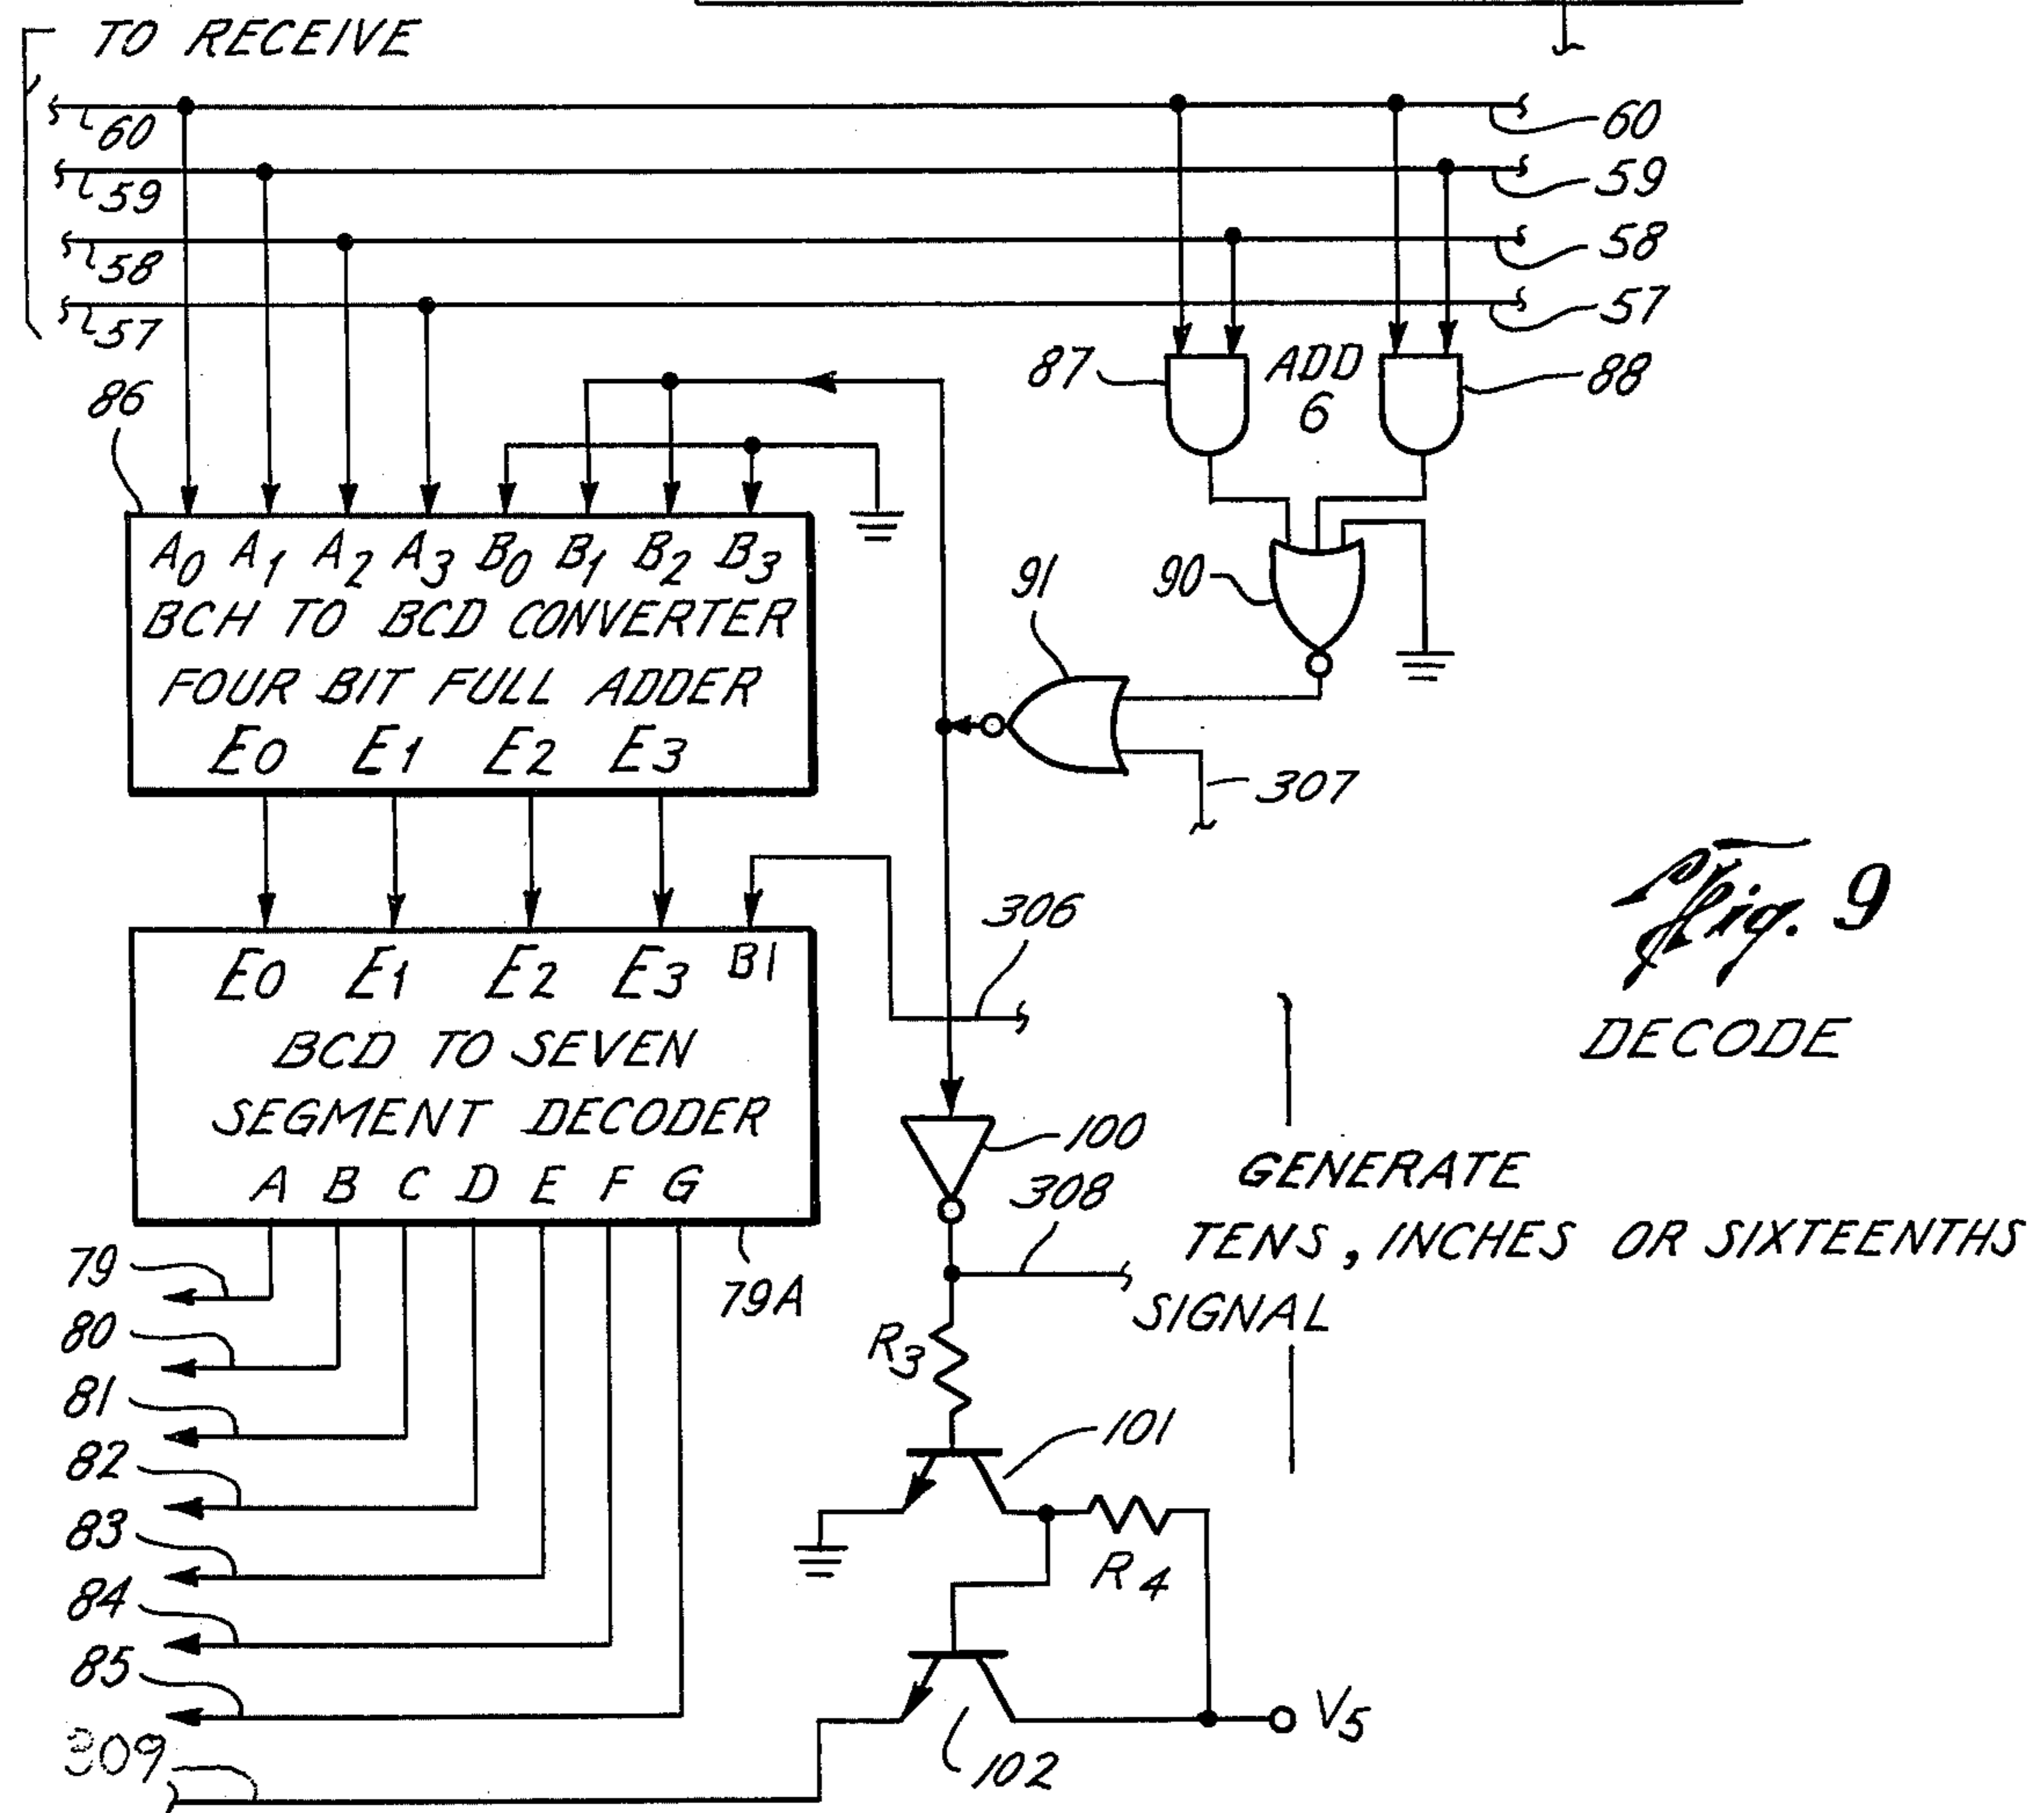 TO RECEIVE
60
60
59
59
58
58
57
57
86
87
ADD
6
88
A0 A1 A2 A3 B0 B1 B2 B3
BCH TO BCD CONVERTER
FOUR BIT FULL ADDER
E0 E1 E2 E3
91
90
307
306
Fig. 9
DECODE
E0 E1 E2 E3 B1
BCD TO SEVEN
SEGMENT DECODER
A B C D E F G
79A
100
308
GENERATE
TENS, INCHES OR SIXTEENTHS
SIGNAL
79
80
81
82
83
84
85
309
R3
101
R4
102
V5